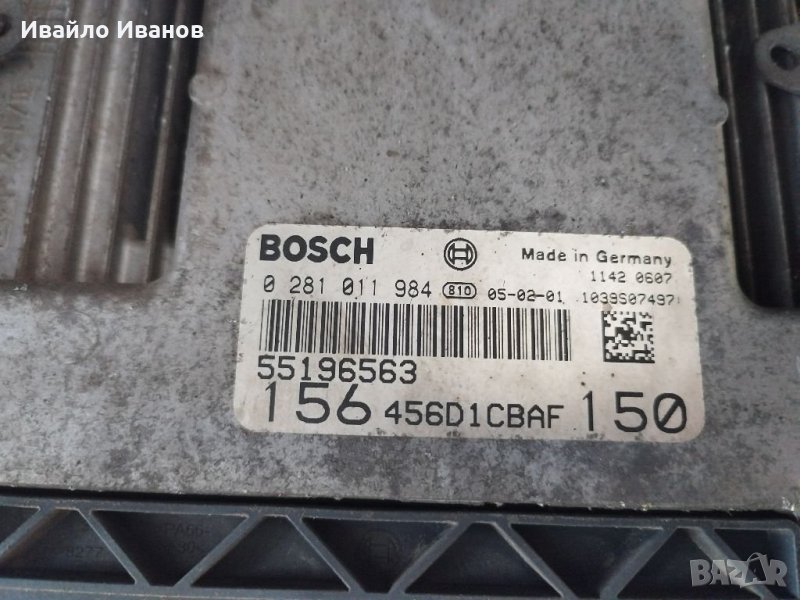 Ивайло Иванов
BOSCH Made in Germany
1142 0607
0 281 011 984 810 05-02-01 1039S07497
55196563
156 456D1CBAF 150
BAZAR